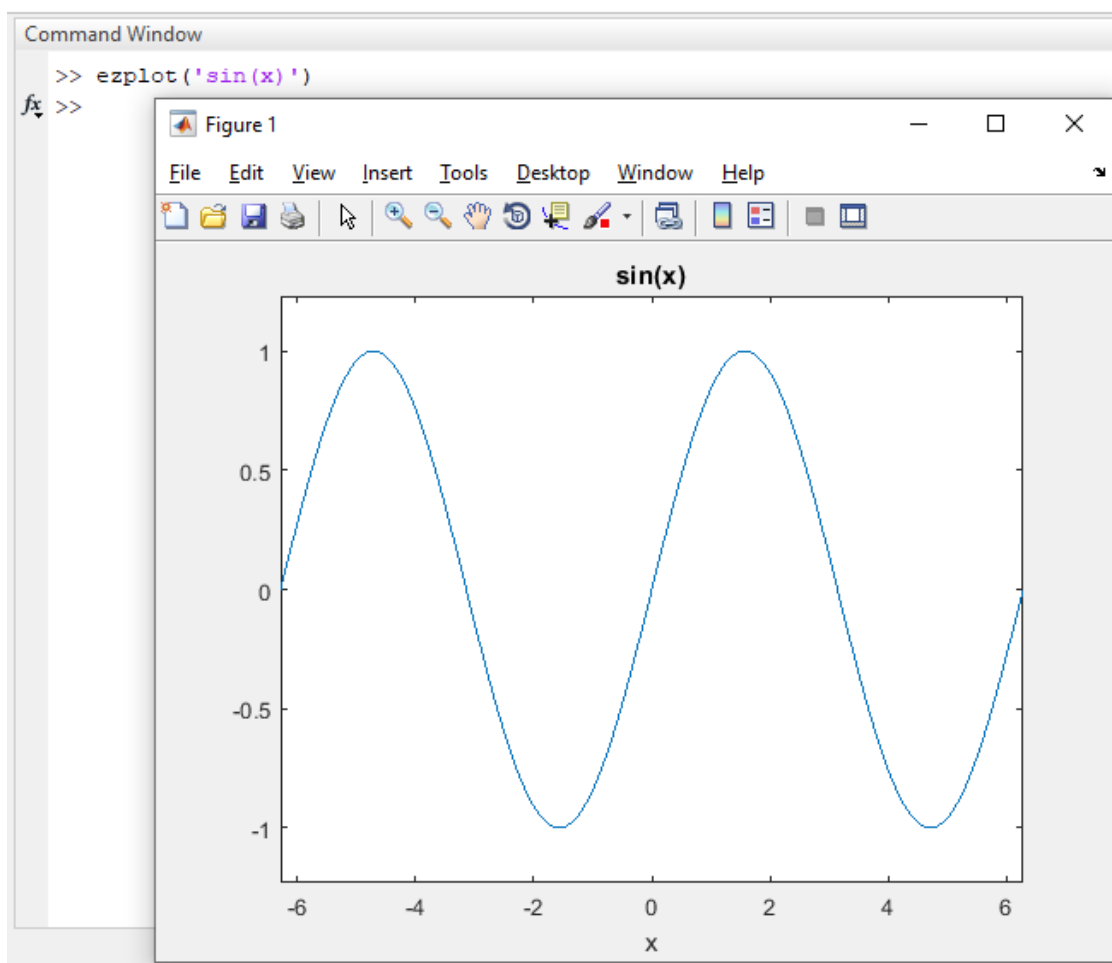 Command Window
>> ezplot('sin(x)')
fx >>
Figure 1
File Edit View Insert Tools Desktop Window Help
sin(x)
1
0.5
0
-0.5
-1
-6 -4 -2 0 2 4 6
x